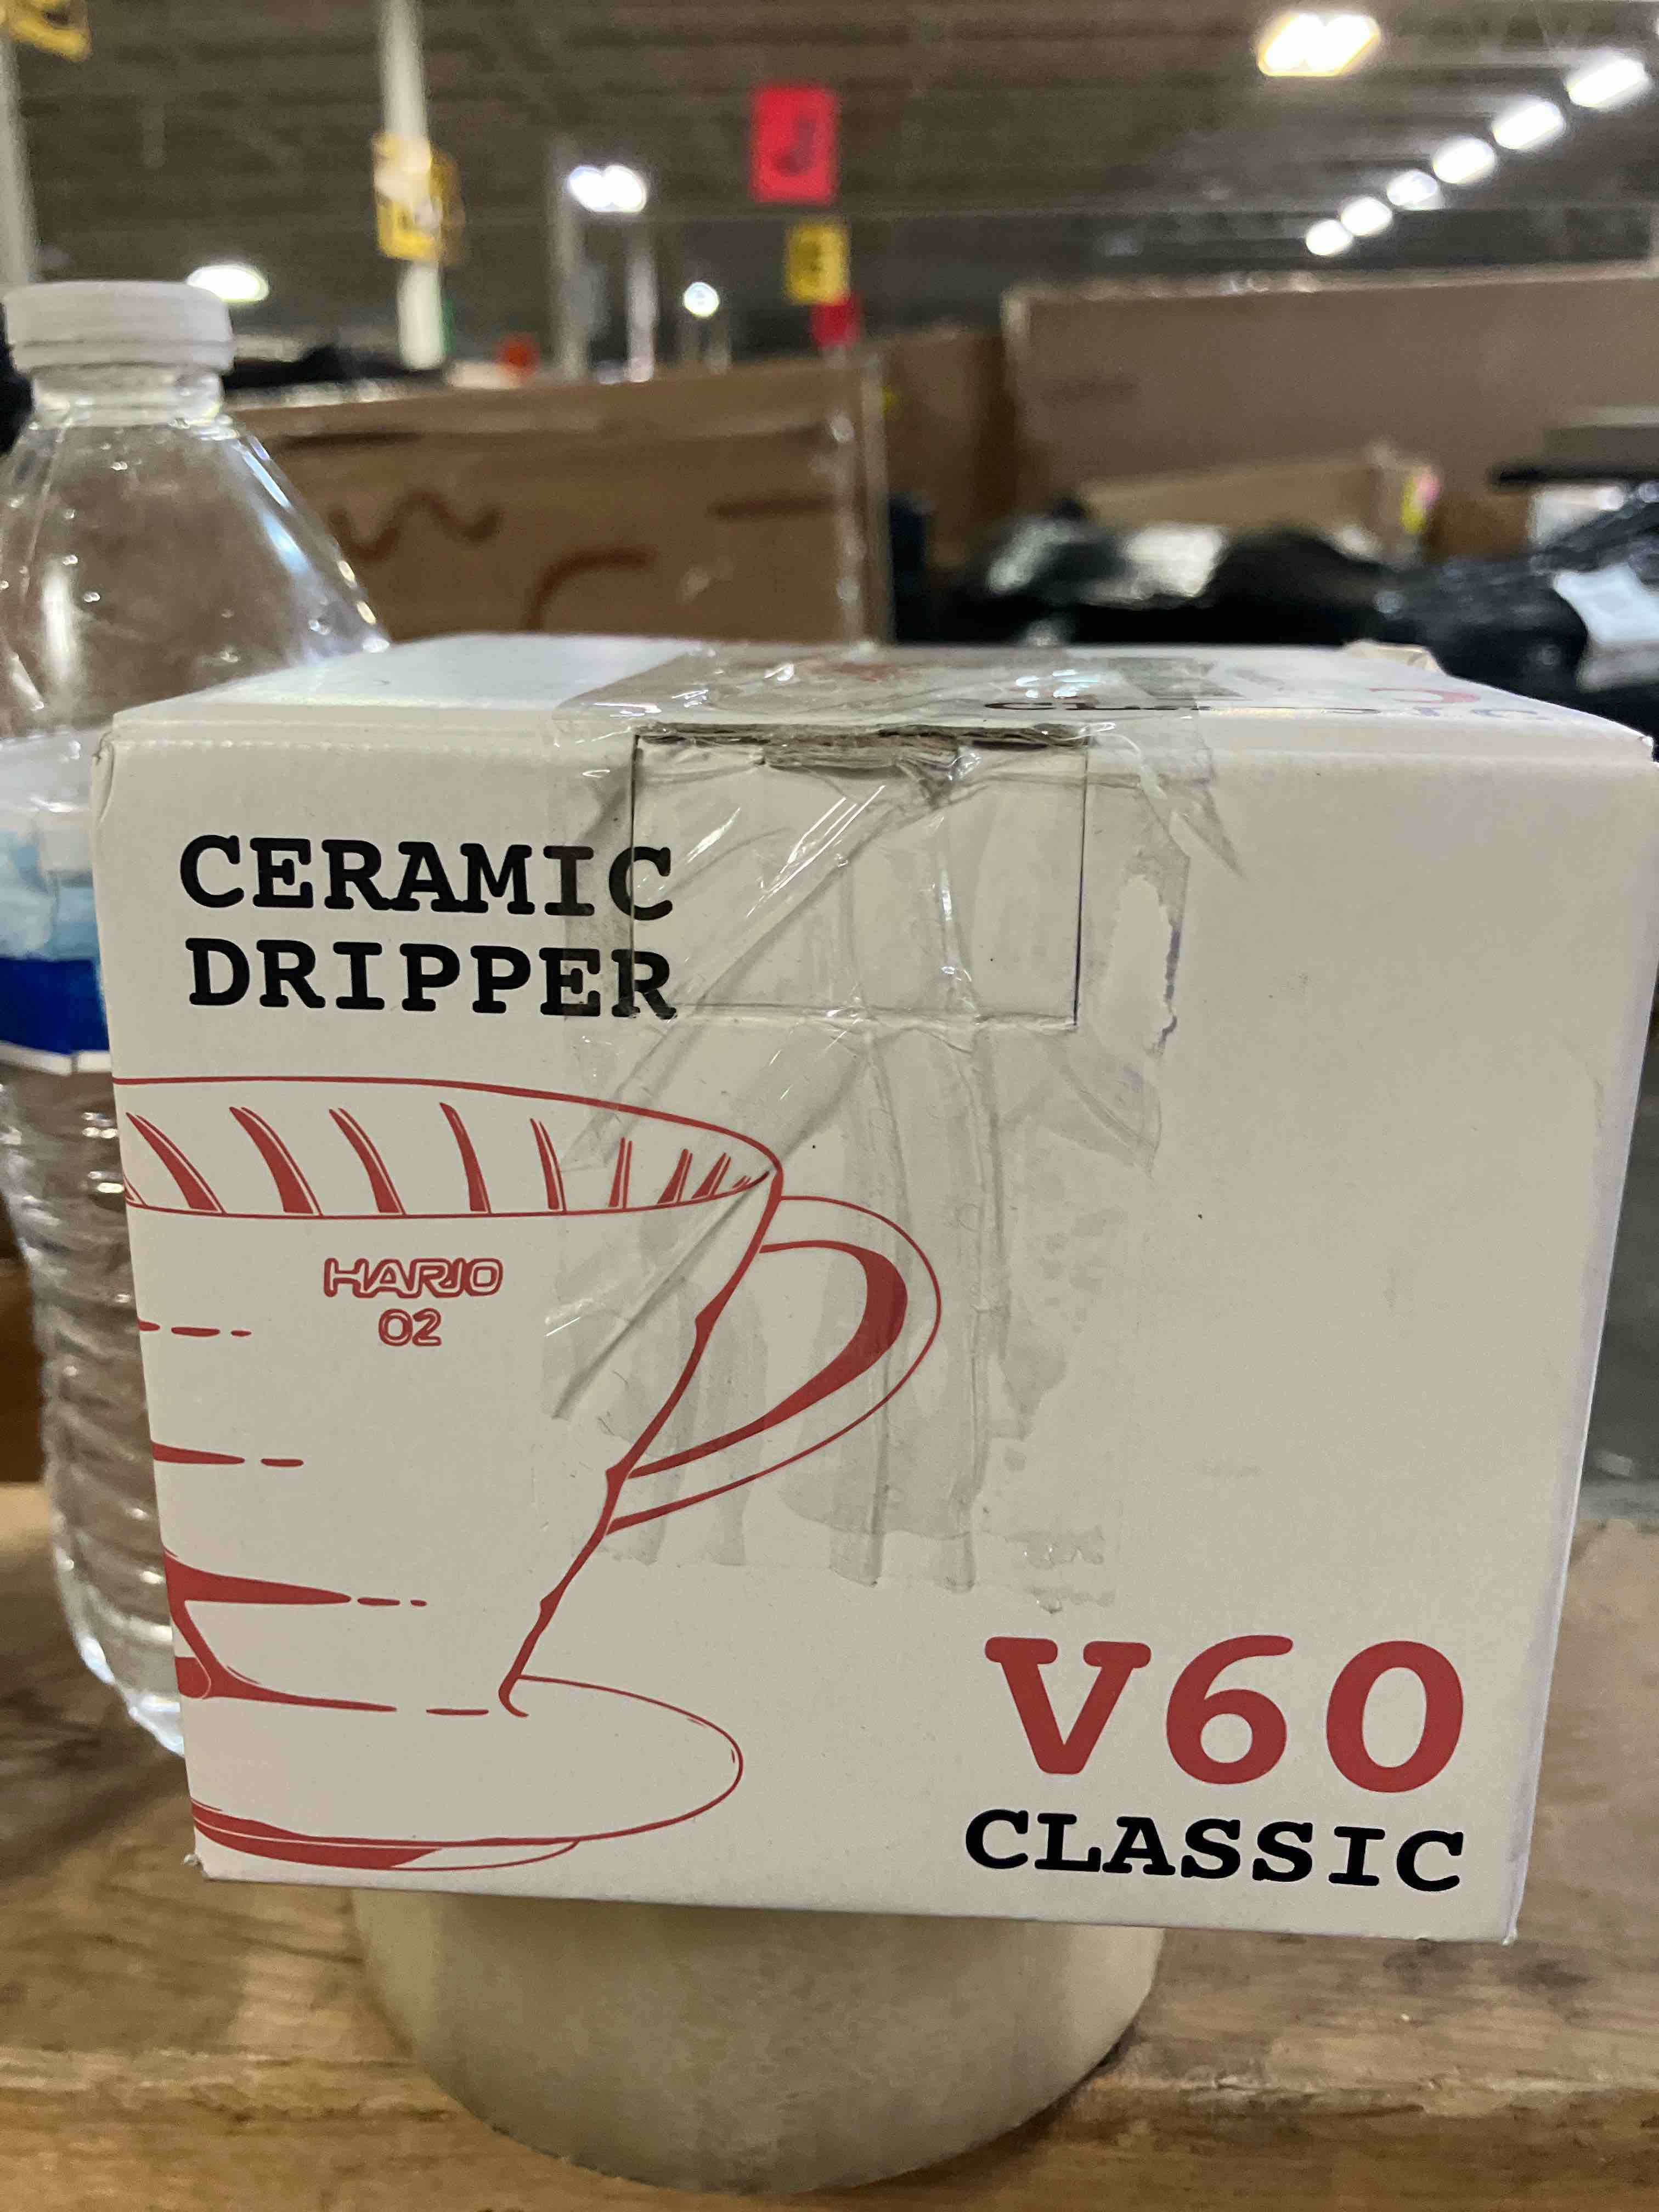 J
CERAMIC
DRIPPER
HARIO
02
V60
CLASSIC